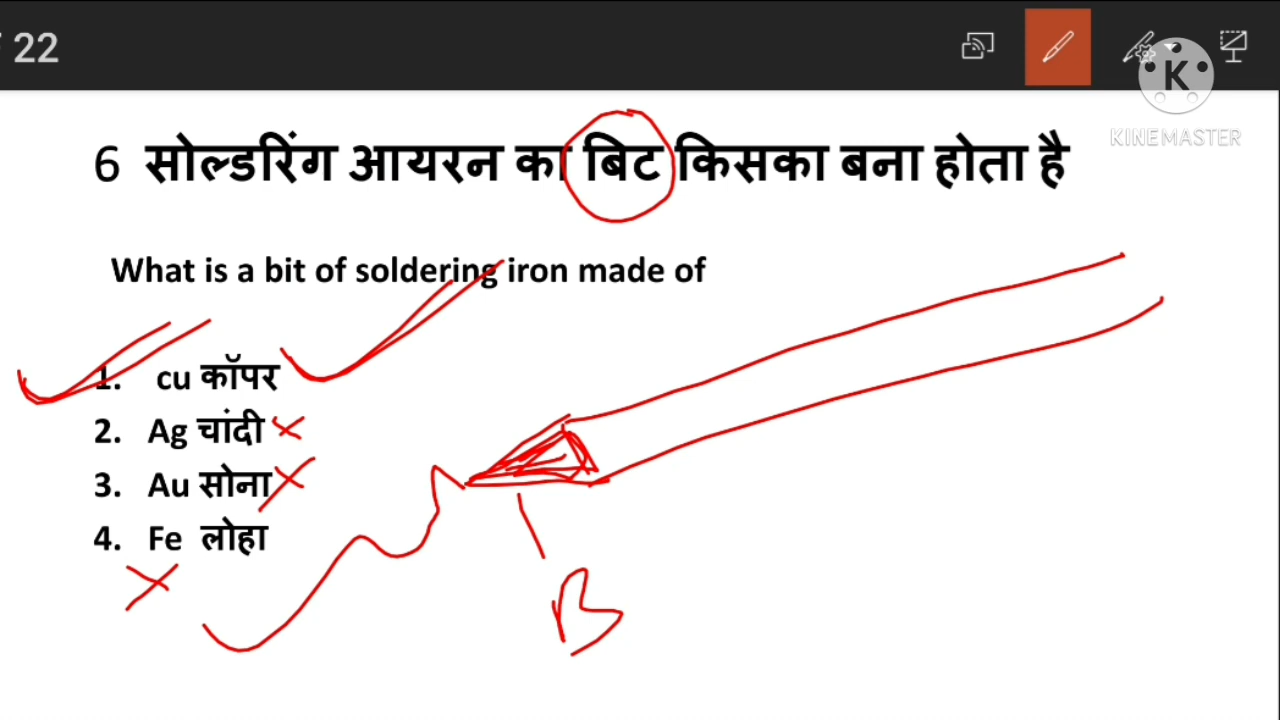 22
K
KINEMASTER
6 सोल्डरिंग आयरन का बिट किसका बना होता है
What is a bit of soldering iron made of
1. cu कॉपर
2. Ag चांदी
3. Au सोना
4. Fe लोहा
B